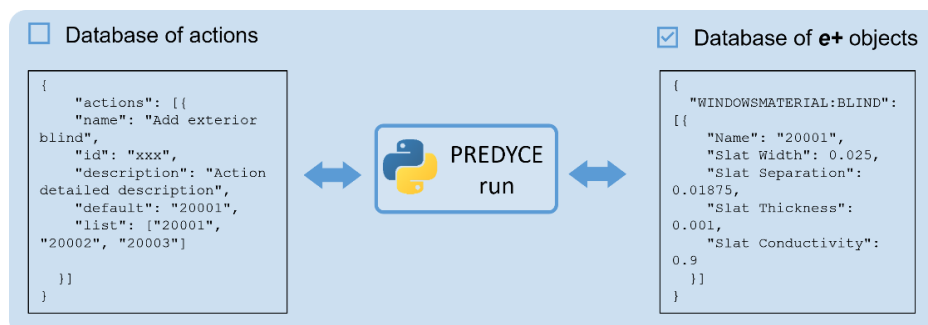 Database of actions
{
"actions": [{
"name": "Add exterior
blind",
"id": "xxx",
"description": "Action
detailed description",
"default": "20001",
"list": ["20001",
"20002", "20003"]
}]
}
PREDYCE
run
Database of e+ objects
{
"WINDOWSMATERIAL:BLIND":
[{
"Name": "20001",
"Slat Width": 0.025,
"Slat Separation":
0.01875,
"Slat Thickness":
0.001,
"Slat Conductivity":
0.9
}]
}